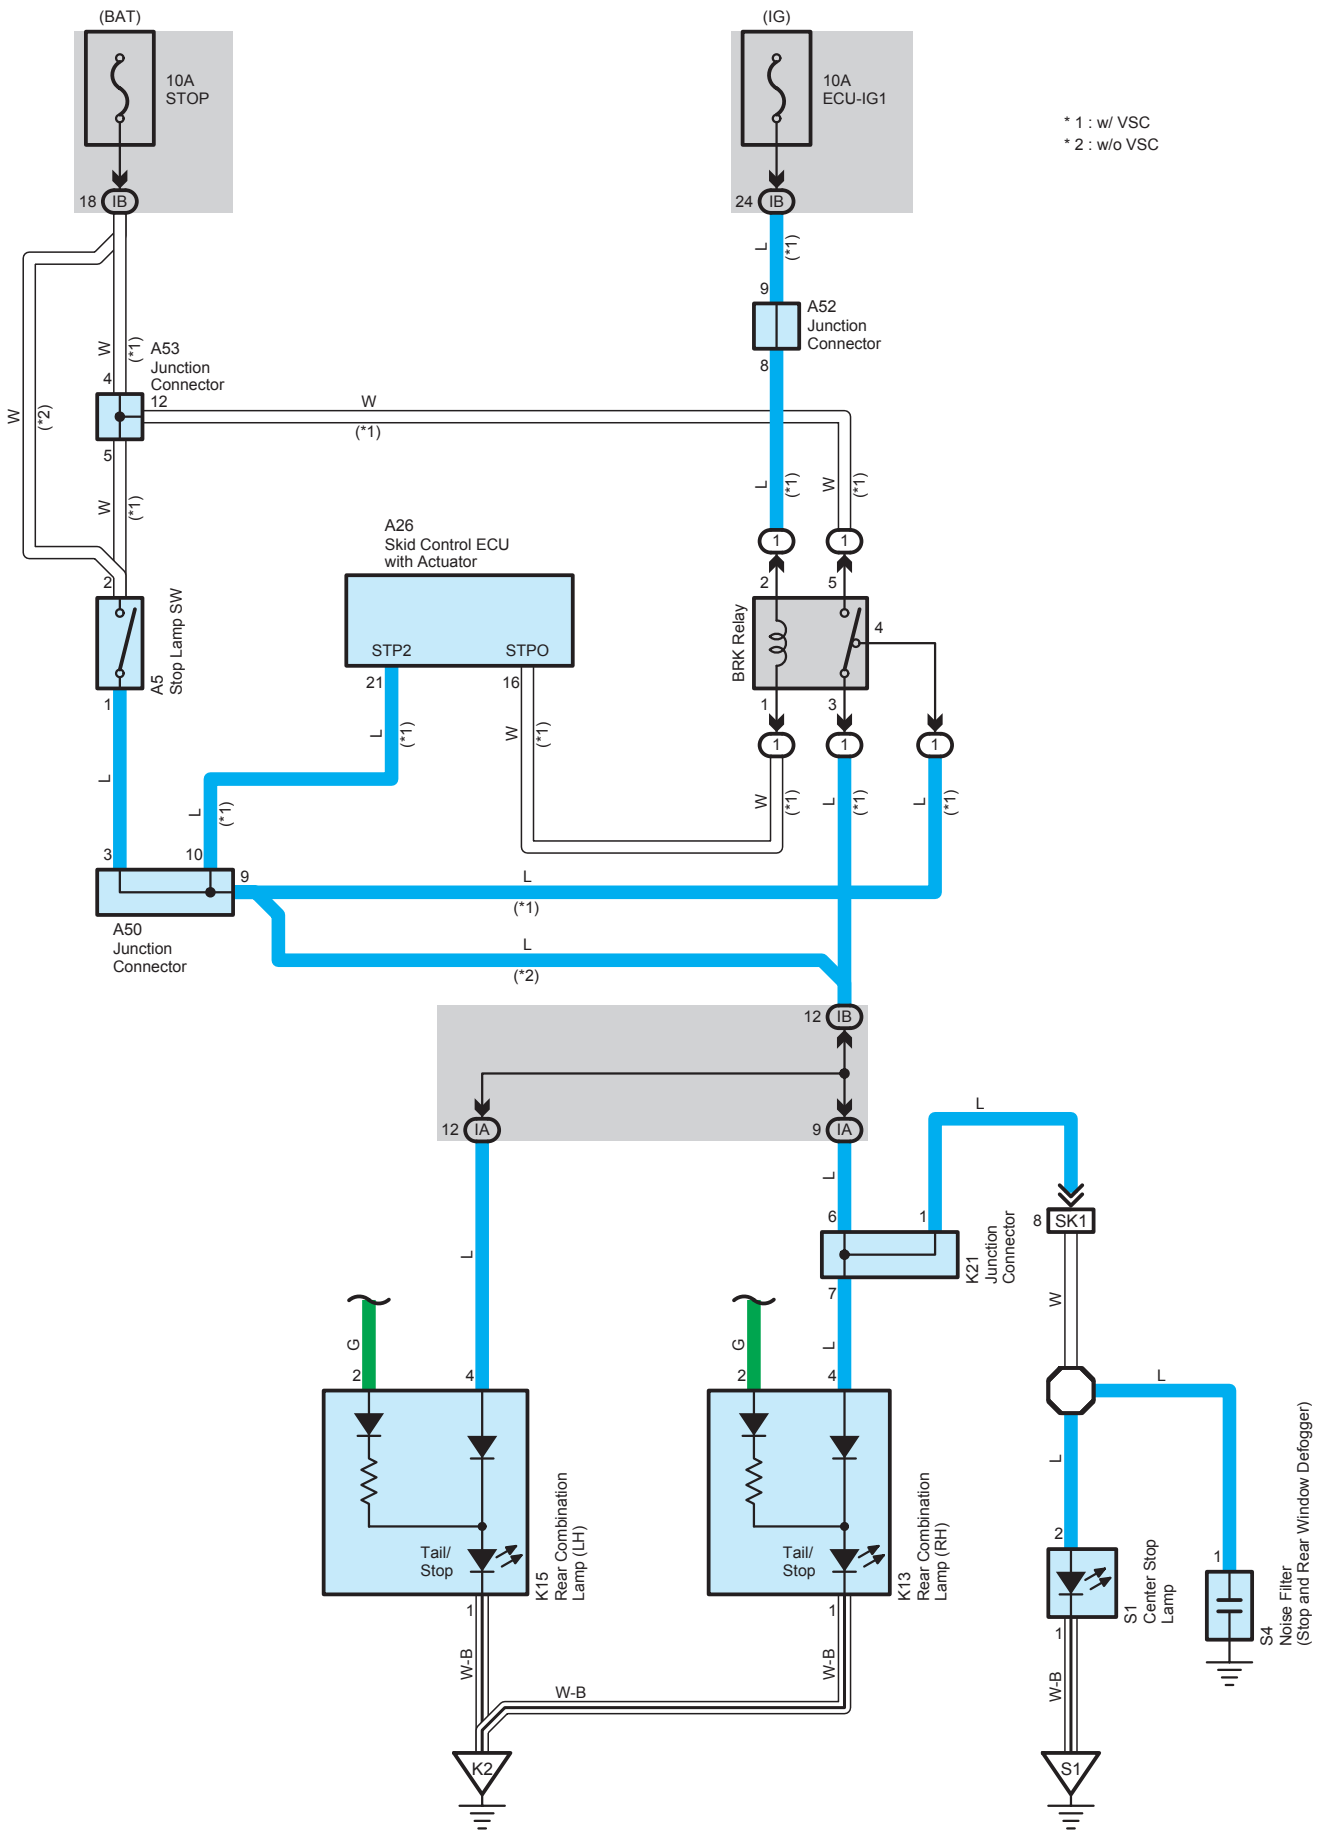 (BAT)
(IG)
10A
STOP
10A
ECU-IG1
* 1 : w/ VSC
* 2 : w/o VSC
18 IB
24 IB
L
(*1)
9
A52
Junction
Connector
8
W
(*1)
A53
Junction
Connector
4
12
W
(*1)
5
W
(*2)
W
(*1)
L
(*1)
W
(*1)
A26
Skid Control ECU
with Actuator
STP2
STPO
21
16
1
1
2
5
BRK Relay
4
1
3
1
1
1
2
A5
Stop Lamp SW
1
L
L
(*1)
W
(*1)
L
(*1)
W
(*1)
L
(*1)
L
(*1)
3
10
9
L
(*1)
A50
Junction
Connector
L
(*2)
12 IB
12 IA
9 IA
L
L
L
6
1
K21
Junction
Connector
7
8 SK1
W
G
L
G
2
4
2
4
Tail/
Stop
K15
Rear Combination
Lamp (LH)
Tail/
Stop
K13
Rear Combination
Lamp (RH)
L
L
2
1
S1
Center Stop
Lamp
S4
Noise Filter
(Stop and Rear Window Defogger)
1
1
1
W-B
W-B
W-B
W-B
K2
S1